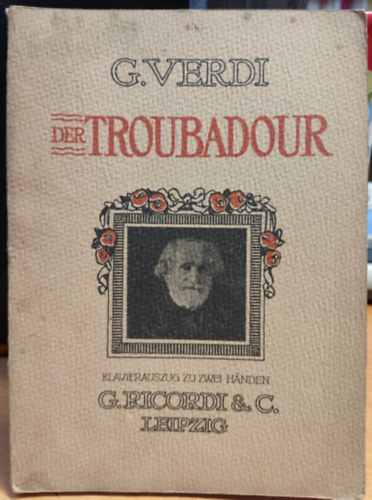 G. VERDI
DER TROUBADOUR
KLAVIERAUSZUG ZU ZWEI HÄNDEN
G. RICORDI & C.
LEIPZIG